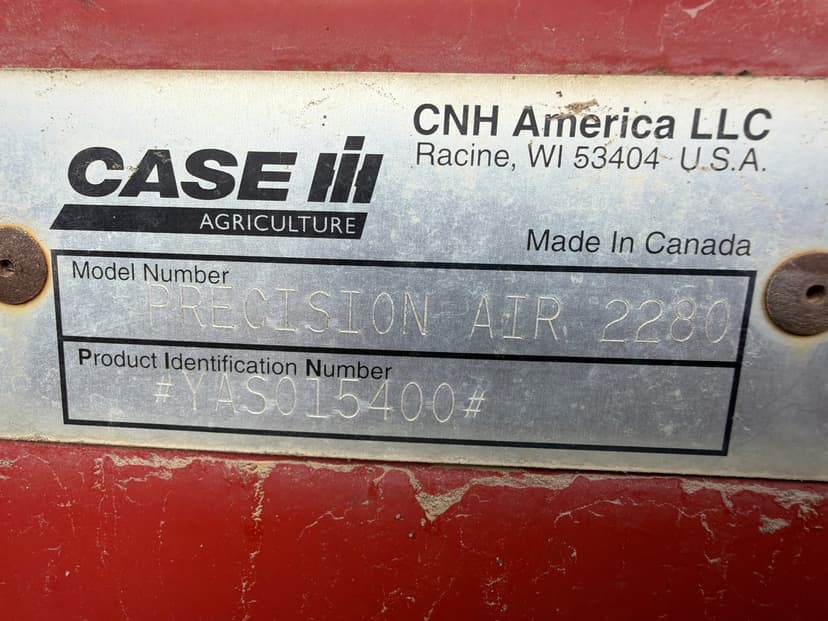 CNH America LLC
Racine, WI 53404 U.S.A.
CASE IH
AGRICULTURE
Made In Canada
Model Number
PRECISION AIR 2280
Product Identification Number
#YAS015400#